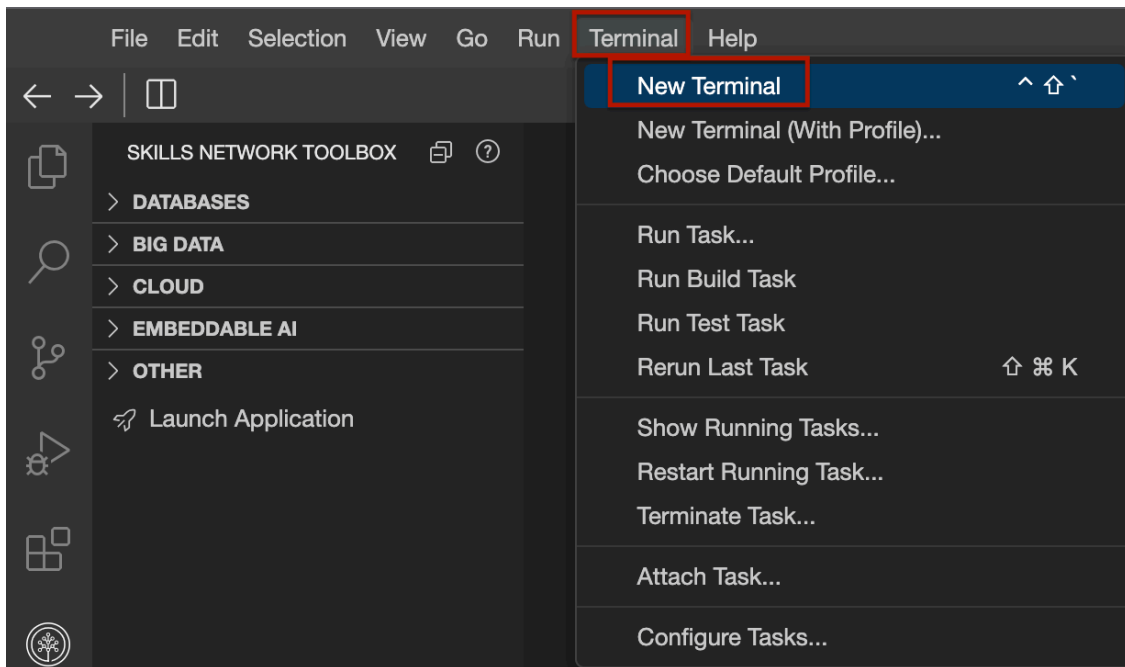 File Edit Selection View Go Run Terminal Help
New Terminal ^ ⇧ `
New Terminal (With Profile)...
Choose Default Profile...
Run Task...
Run Build Task
Run Test Task
Rerun Last Task ⇧ ⌘ K
Show Running Tasks...
Restart Running Task...
Terminate Task...
Attach Task...
Configure Tasks...
SKILLS NETWORK TOOLBOX
DATABASES
BIG DATA
CLOUD
EMBEDDABLE AI
OTHER
Launch Application